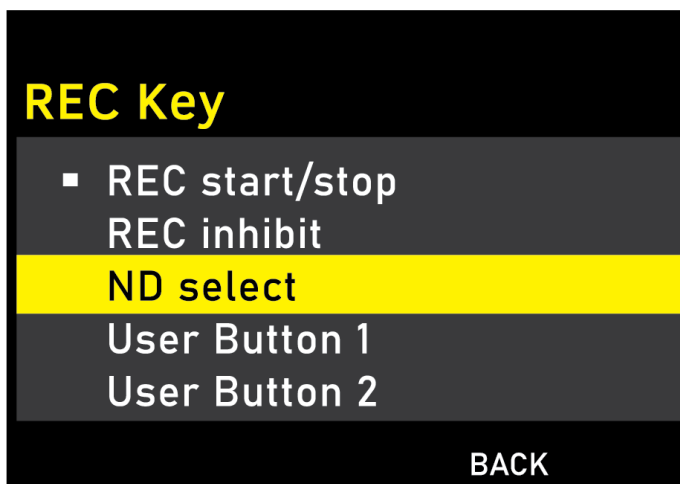 REC Key
REC start/stop
REC inhibit
ND select
User Button 1
User Button 2
BACK